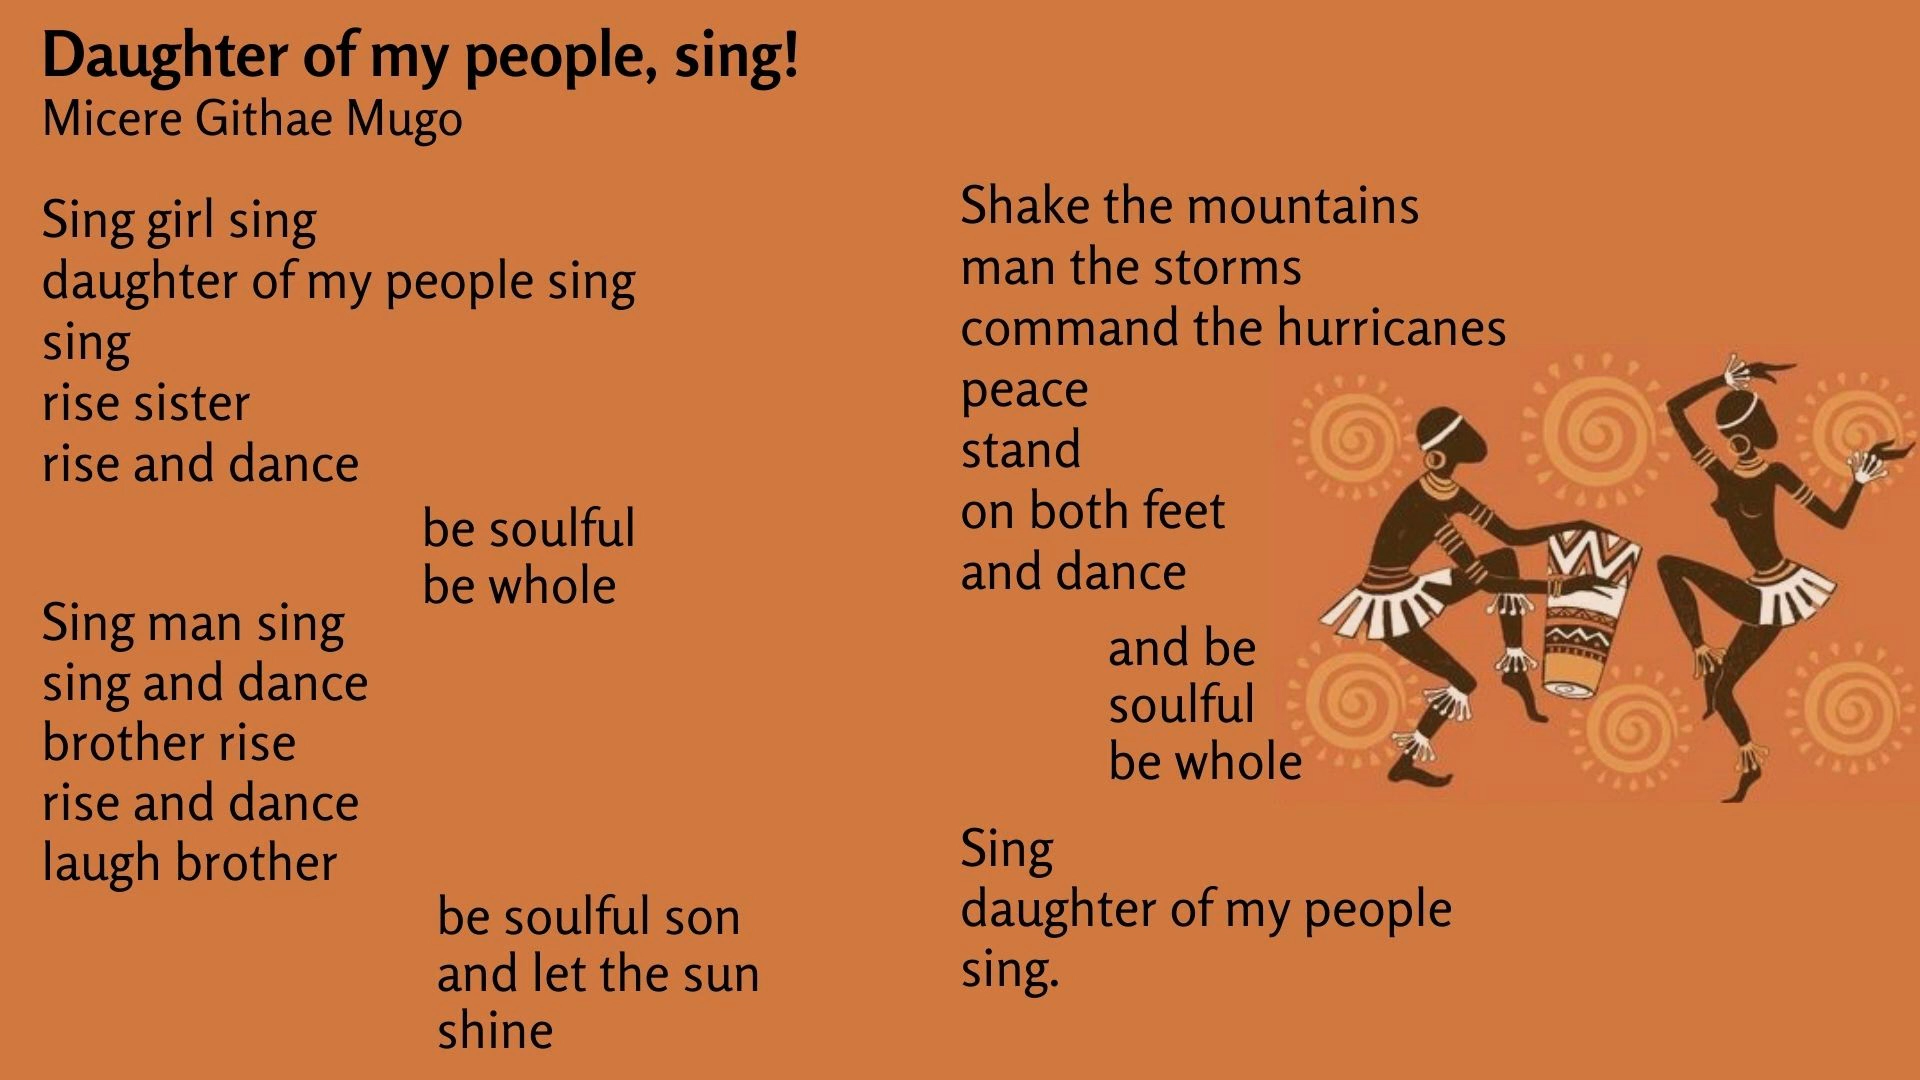 Daughter of my people, sing!
Micere Githae Mugo
Sing girl sing
daughter of my people sing
sing
rise sister
rise and dance
be soulful
be whole
Sing man sing
sing and dance
brother rise
rise and dance
laugh brother
be soulful son
and let the sun
shine
Shake the mountains
man the storms
command the hurricanes
peace
stand
on both feet
and dance
and be
soulful
be whole
Sing
daughter of my people
sing.